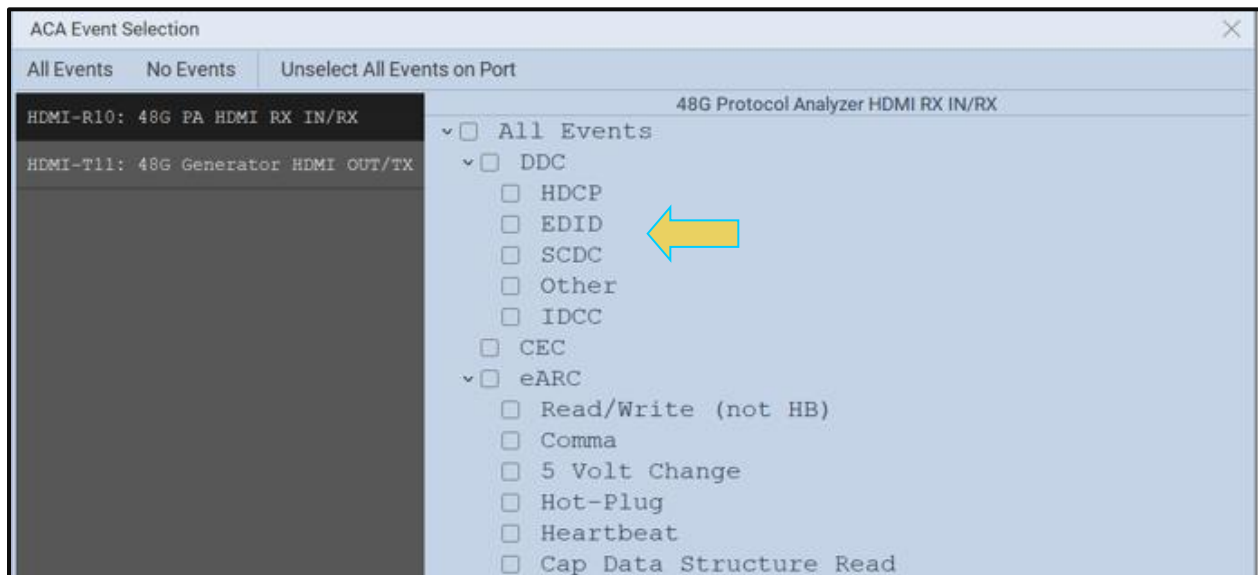 ACA Event Selection
All Events No Events Unselect All Events on Port
HDMI-R10: 48G PA HDMI RX IN/RX
HDMI-T11: 48G Generator HDMI OUT/TX
48G Protocol Analyzer HDMI RX IN/RX
All Events
DDC
HDCP
EDID
SCDC
Other
IDCC
CEC
eARC
Read/Write (not HB)
Comma
5 Volt Change
Hot-Plug
Heartbeat
Cap Data Structure Read